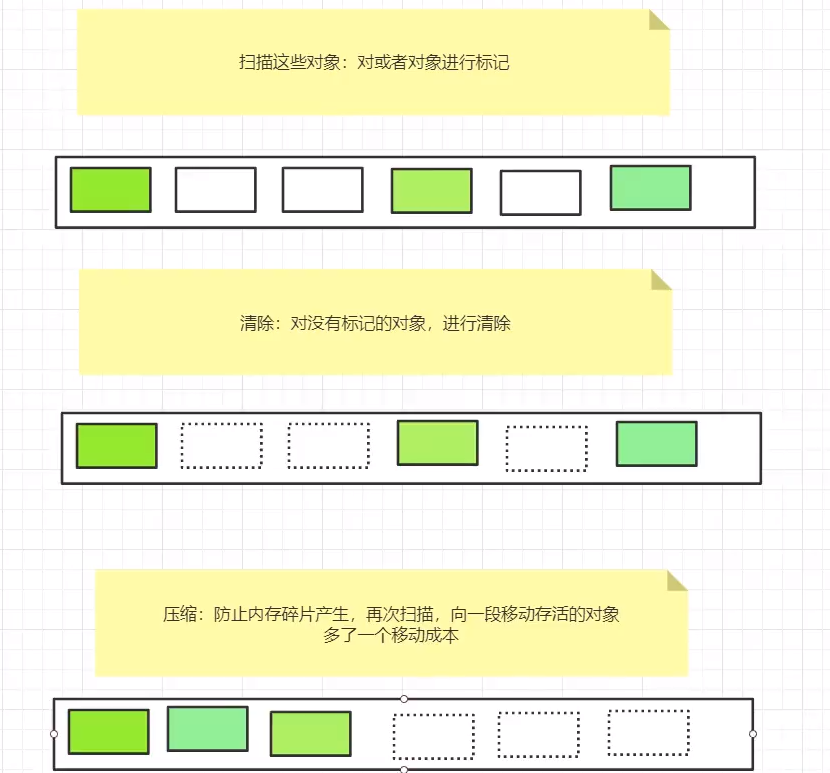 扫描这些对象：对或者对象进行标记
清除：对没有标记的对象，进行清除
压缩：防止内存碎片产生，再次扫描，向一段移动存活的对象
多了一个移动成本